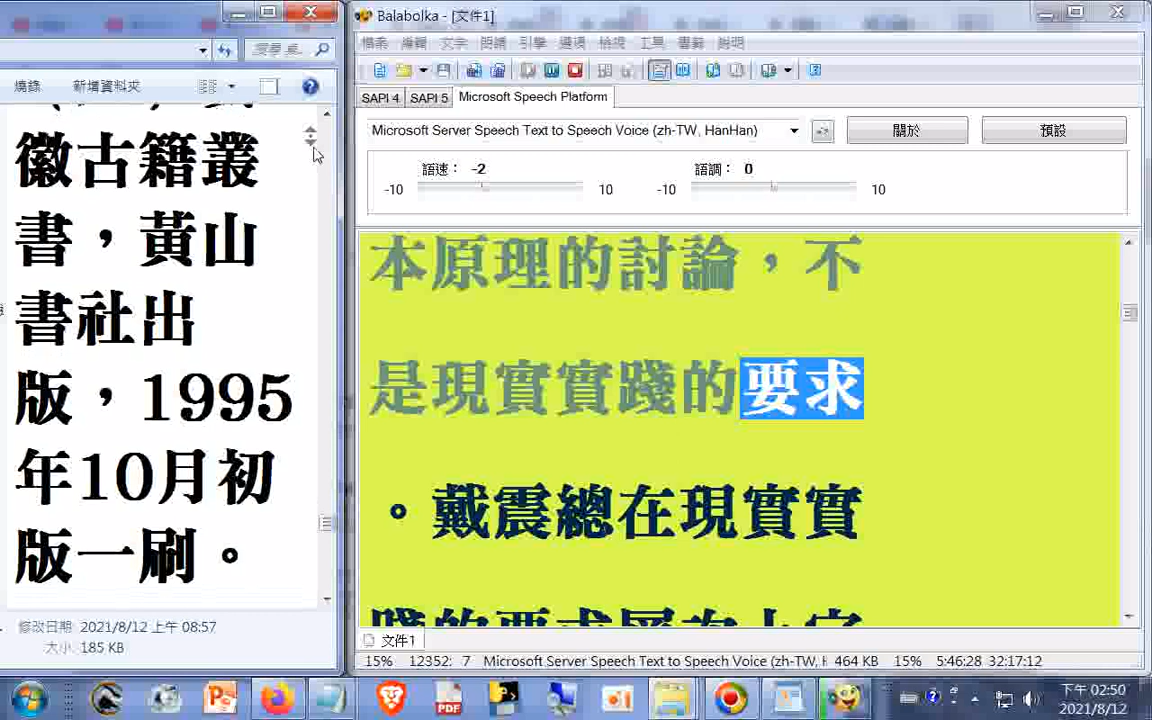 燒錄 新增資料夾
徽古籍叢
書，黃山
書社出
版，1995
年10月初
版一刷。
修改日期: 2021/8/12 上午 08:57
大小: 185 KB
Balabolka - [文件1]
檔案 編輯 文字 朗讀 引擎 選項 檢視 工具 書籤 說明
SAPI 4 SAPI 5 Microsoft Speech Platform
Microsoft Server Speech Text to Speech Voice (zh-TW, HanHan) 關於 預設
語速： -2 語調： 0
-10 10 -10 10
本原理的討論，不
是現實實踐的要求
。戴震總在現實實
踐的要求
文件1
15% 12352: 7 Microsoft Server Speech Text to Speech Voice (zh-TW, H 464 KB 15% 5:46:28 32:17:12
下午 02:50
2021/8/12